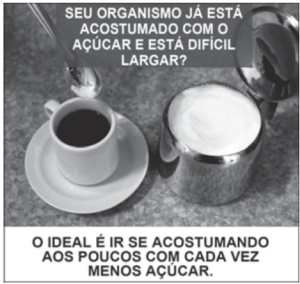 SEU ORGANISMO JÁ ESTÁ
ACOSTUMADO COM O
AÇÚCAR E ESTÁ DIFÍCIL
LARGAR?
O IDEAL É IR SE ACOSTUMANDO
AOS POUCOS COM CADA VEZ
MENOS AÇÚCAR.